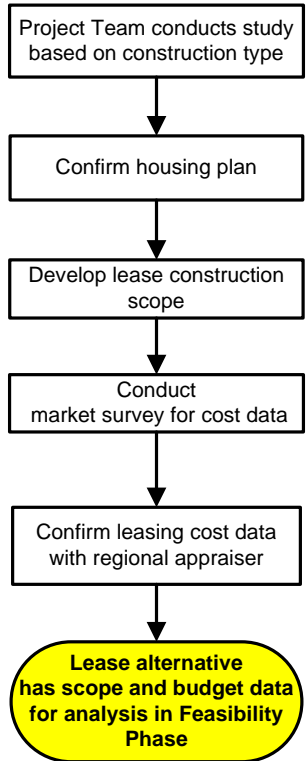 Project Team conducts study
based on construction type
Confirm housing plan
Develop lease construction
scope
Conduct
market survey for cost data
Confirm leasing cost data
with regional appraiser
Lease alternative
has scope and budget data
for analysis in Feasibility
Phase